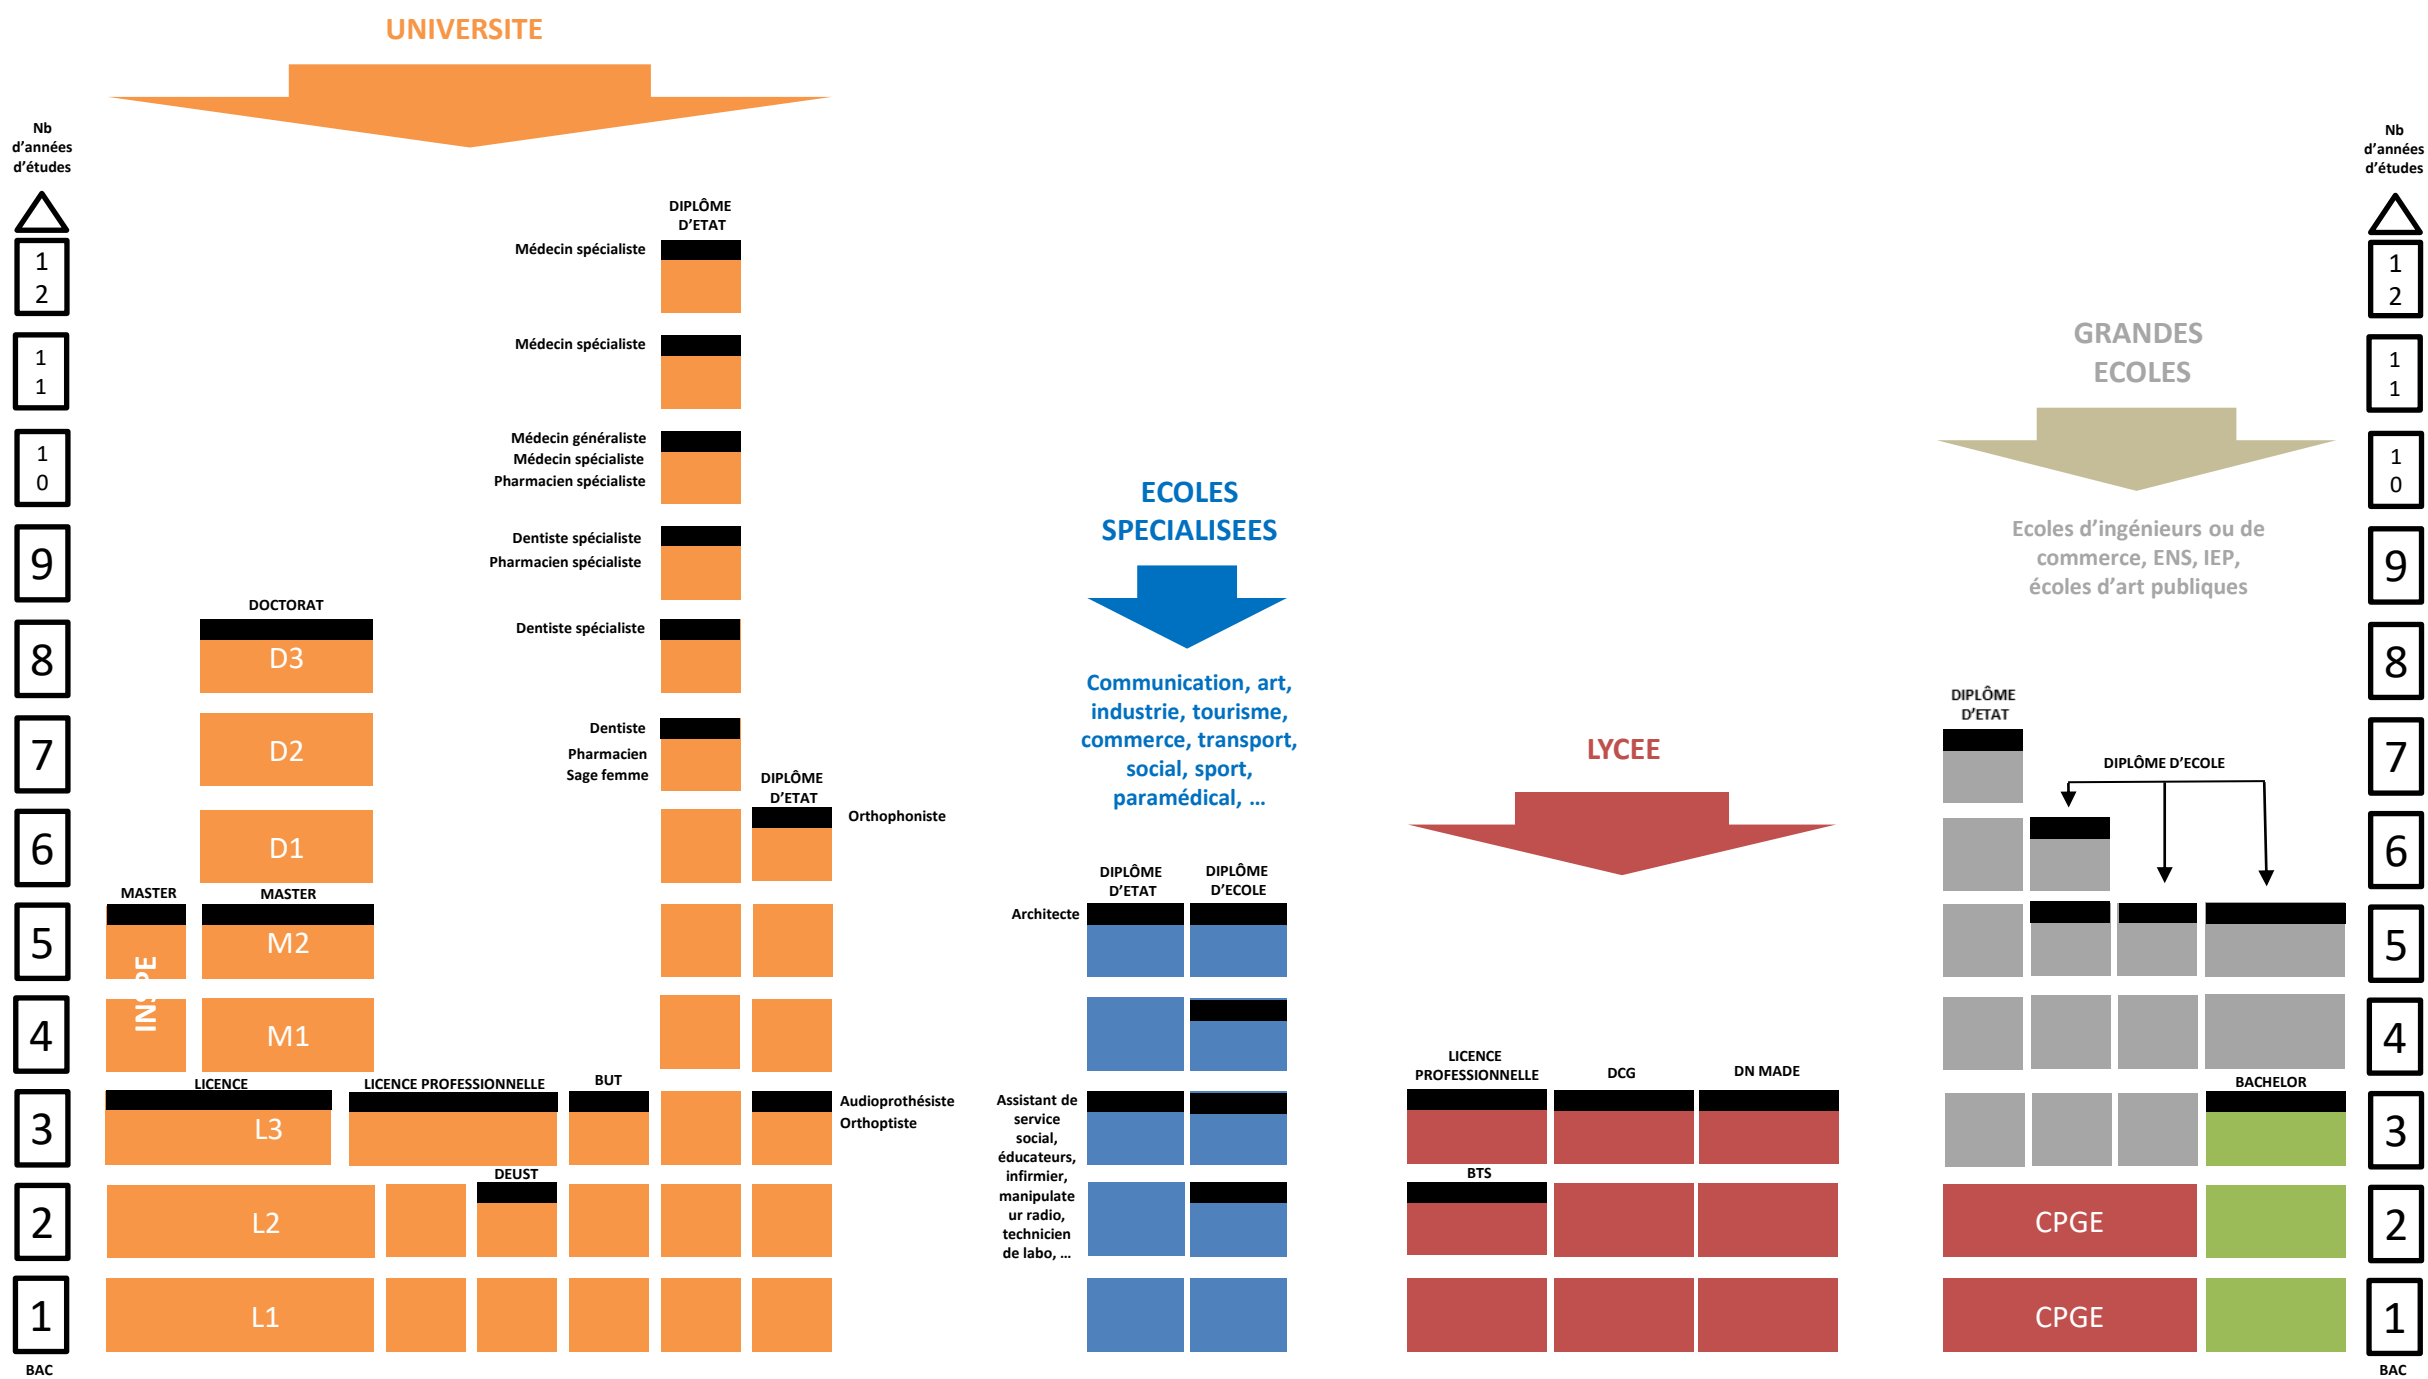 UNIVERSITE
Nb
d'années
d'études
1
2
1
1
1
0
9
8
7
6
5
4
3
2
1
BAC
DIPLÔME
D'ETAT
Médecin spécialiste
Médecin spécialiste
Médecin généraliste
Médecin spécialiste
Pharmacien spécialiste
Dentiste spécialiste
Pharmacien spécialiste
Dentiste spécialiste
Dentiste
Pharmacien
Sage femme
DIPLÔME
D'ETAT
Orthophoniste
Audioprothésiste
Orthoptiste
DOCTORAT
D3
D2
D1
MASTER
MASTER
INSPE
M2
M1
LICENCE
LICENCE PROFESSIONNELLE
BUT
L3
DEUST
L2
L1
ECOLES
SPECIALISEES
Communication, art,
industrie, tourisme,
commerce, transport,
social, sport,
paramédical, ...
DIPLÔME
D'ETAT
DIPLÔME
D'ECOLE
Architecte
Assistant de
service
social,
éducateurs,
infirmier,
manipulate
ur radio,
technicien
de labo, ...
LYCEE
LICENCE
PROFESSIONNELLE
DCG
DN MADE
BTS
GRANDES
ECOLES
Ecoles d'ingénieurs ou de
commerce, ENS, IEP,
écoles d'art publiques
DIPLÔME
D'ETAT
DIPLÔME D'ECOLE
BACHELOR
CPGE
CPGE
Nb
d'années
d'études
1
2
1
1
1
0
9
8
7
6
5
4
3
2
1
BAC